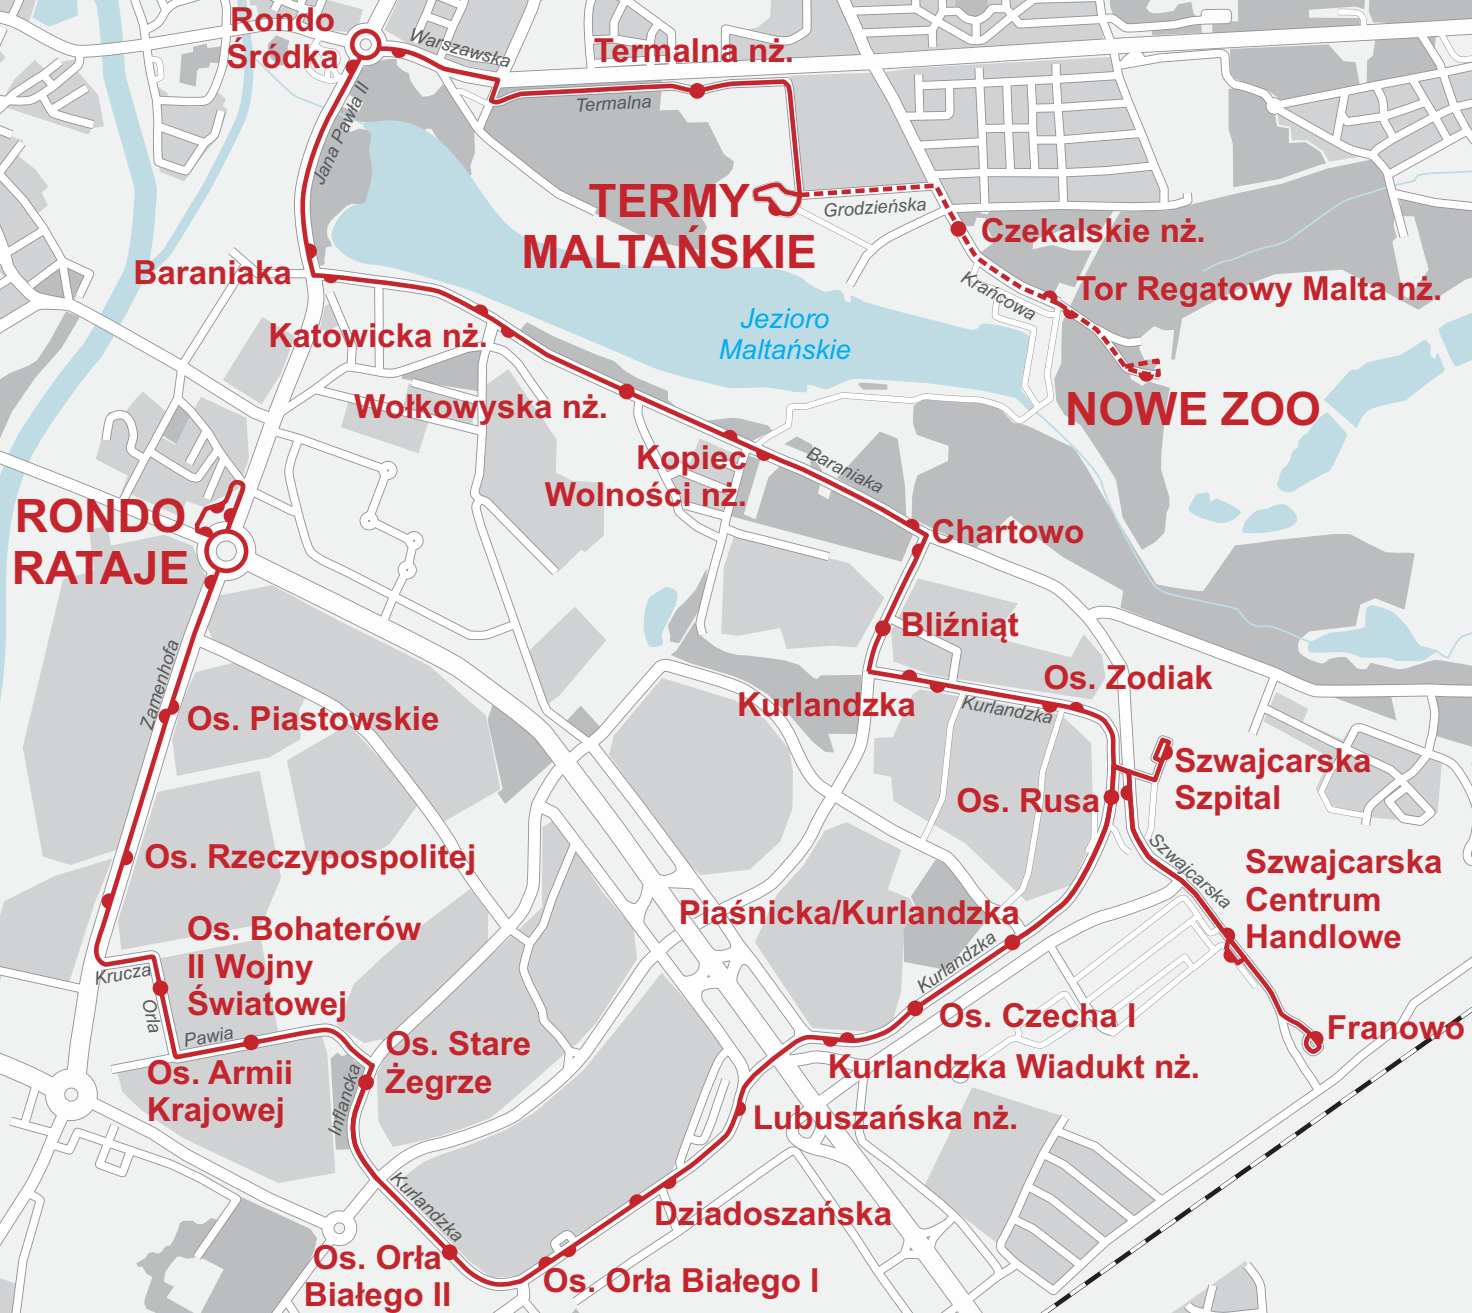 Rondo
Śródka
Warszawska
Termalna nż.
Termalna
Jana Pawła II
TERMY
MALTAŃSKIE
Grodzieńska
Czekalskie nż.
Baraniaka
Krańcowa
Tor Regatowy Malta nż.
Katowicka nż.
Jezioro
Maltańskie
Wołkowyska nż.
NOWE ZOO
Kopiec
Wolności nż.
Baraniaka
RONDO
RATAJE
Chartowo
Bliźniąt
Zamenhofa
Os. Piastowskie
Kurlandzka
Kurlandzka
Os. Zodiak
Szwajcarska
Szpital
Os. Rusa
Os. Rzeczypospolitej
Szwajcarska
Szwajcarska
Centrum
Handlowe
Piaśnicka/Kurlandzka
Os. Bohaterów
II Wojny
Światowej
Krucza
Orla
Pawia
Kurlandzka
Os. Czecha I
Franowo
Os. Stare
Żegrze
Os. Armii
Krajowej
Inflancka
Kurlandzka Wiadukt nż.
Lubuszańska nż.
Kurlandzka
Dziadoszańska
Os. Orła
Białego II
Os. Orła Białego I